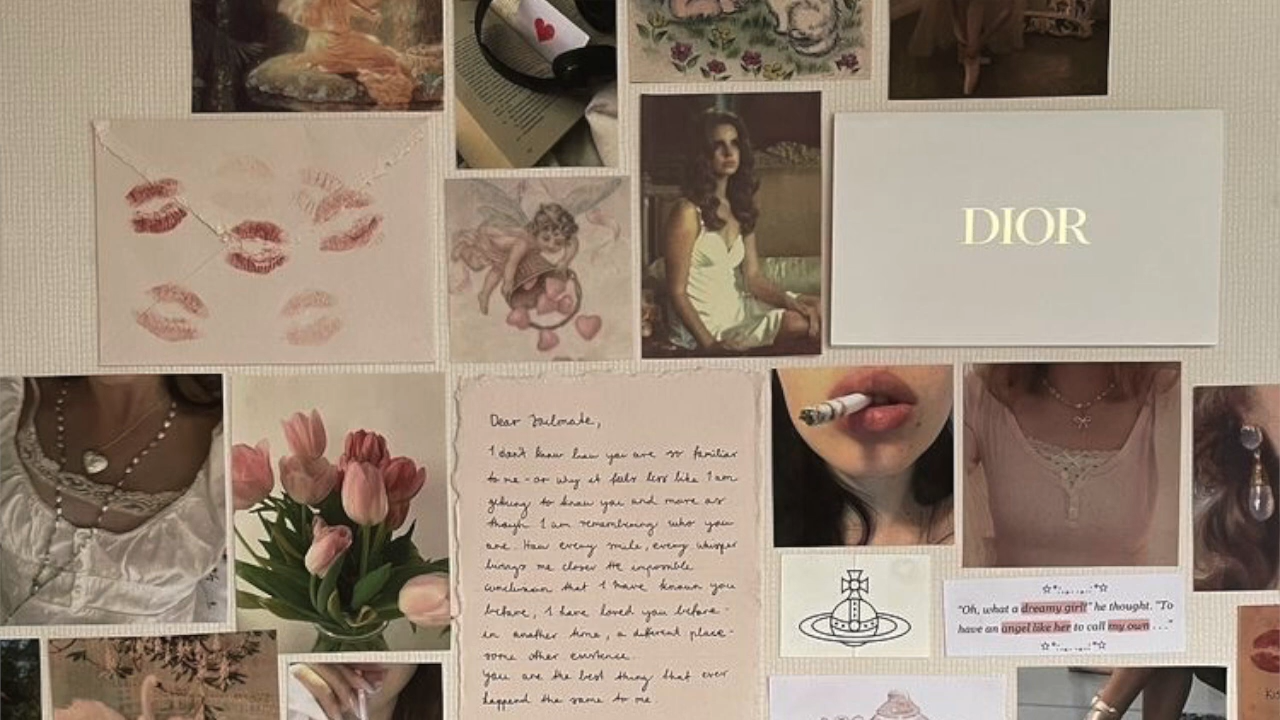 DIOR
Dear Soulmate,
I don't know how you are so familiar
to me - or why it feels less like I am
getting to know you and more as
though I am remembering who you
are. How every smile, every whisper
brings me closer the impossible
conclusion that I have known you
before, I have loved you before -
in another time, a different place -
some other existence.
You are the best thing that ever
happend the same to me.
"Oh, what a dreamy girl!" he thought. "To
have an angel like her to call my own . . ."